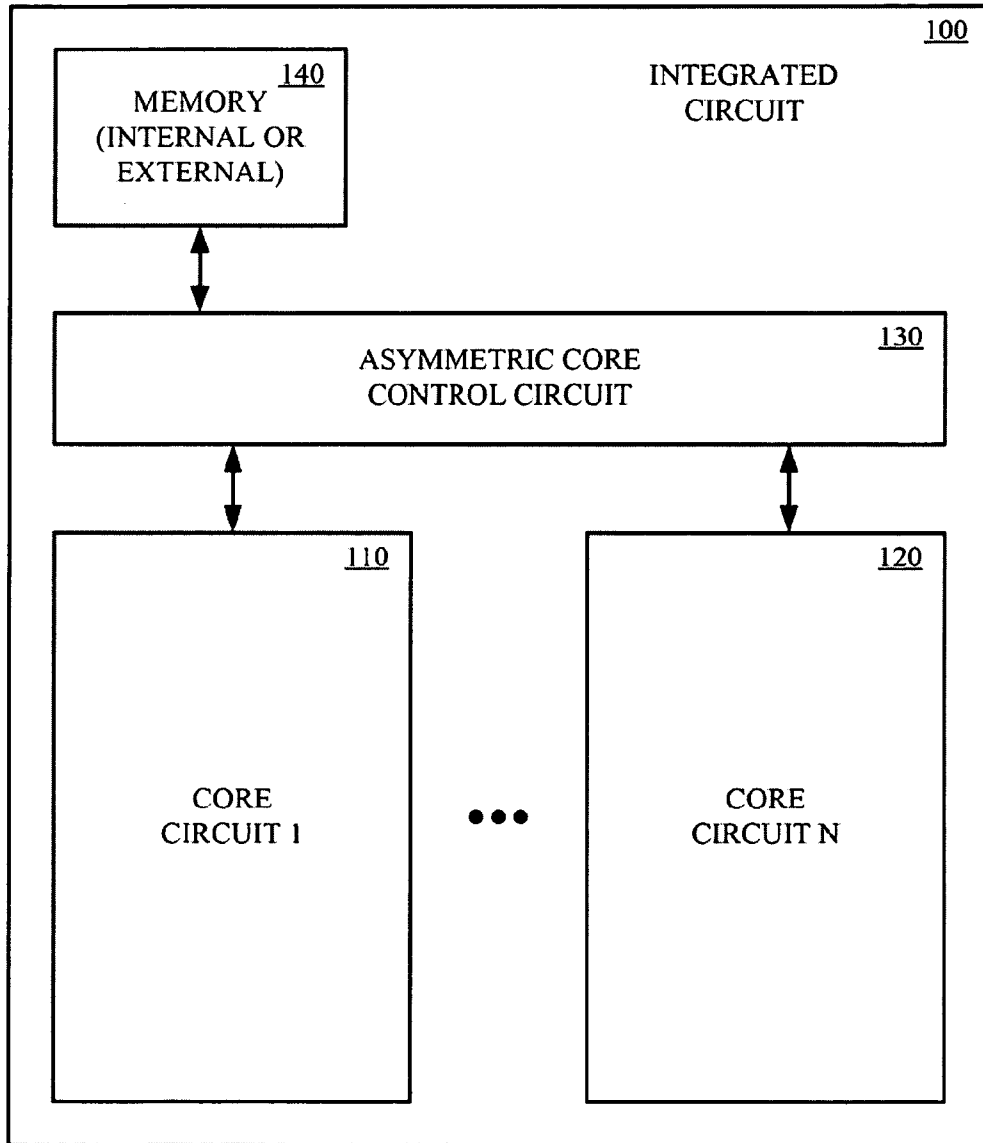 100
INTEGRATED
CIRCUIT
140
MEMORY
(INTERNAL OR
EXTERNAL)
130
ASYMMETRIC CORE
CONTROL CIRCUIT
110
CORE
CIRCUIT 1
120
CORE
CIRCUIT N